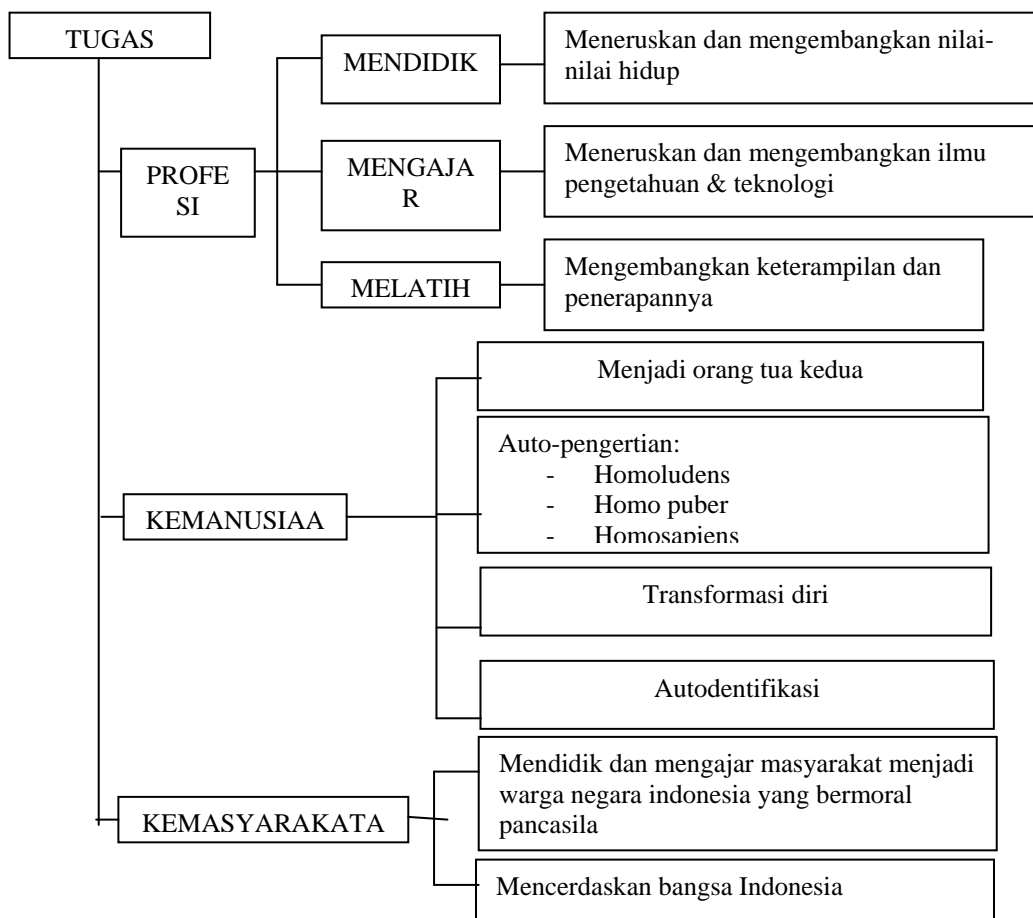 TUGAS
MENDIDIK
Meneruskan dan mengembangkan nilai-
nilai hidup
PROFE
SI
MENGAJA
R
Meneruskan dan mengembangkan ilmu
pengetahuan & teknologi
MELATIH
Mengembangkan keterampilan dan
penerapannya
KEMANUSIAA
Menjadi orang tua kedua
Auto-pengertian:
- Homoludens
- Homo puber
- Homosapiens
Transformasi diri
Autodentifikasi
KEMASYARAKATA
Mendidik dan mengajar masyarakat menjadi
warga negara indonesia yang bermoral
pancasila
Mencerdaskan bangsa Indonesia